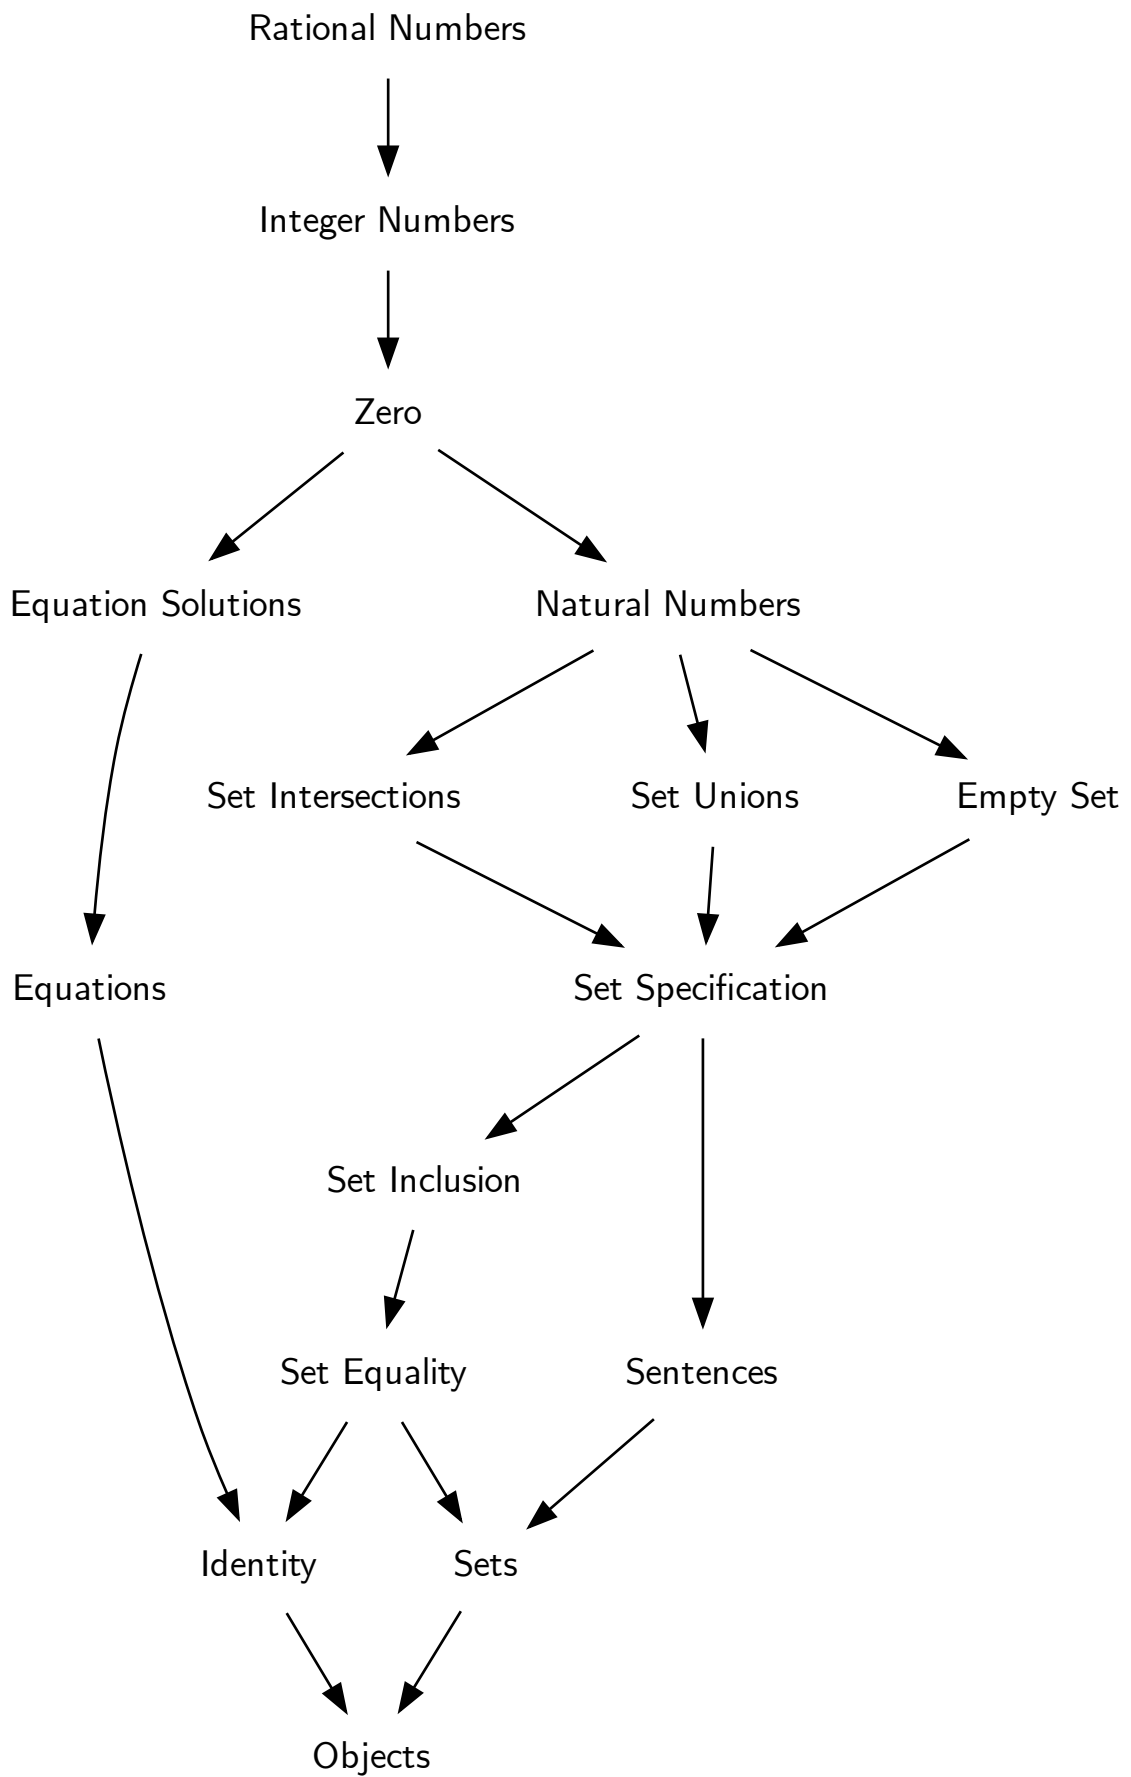 Rational Numbers
Integer Numbers
Zero
Equation Solutions
Natural Numbers
Set Intersections
Set Unions
Empty Set
Equations
Set Specification
Set Inclusion
Set Equality
Sentences
Identity
Sets
Objects